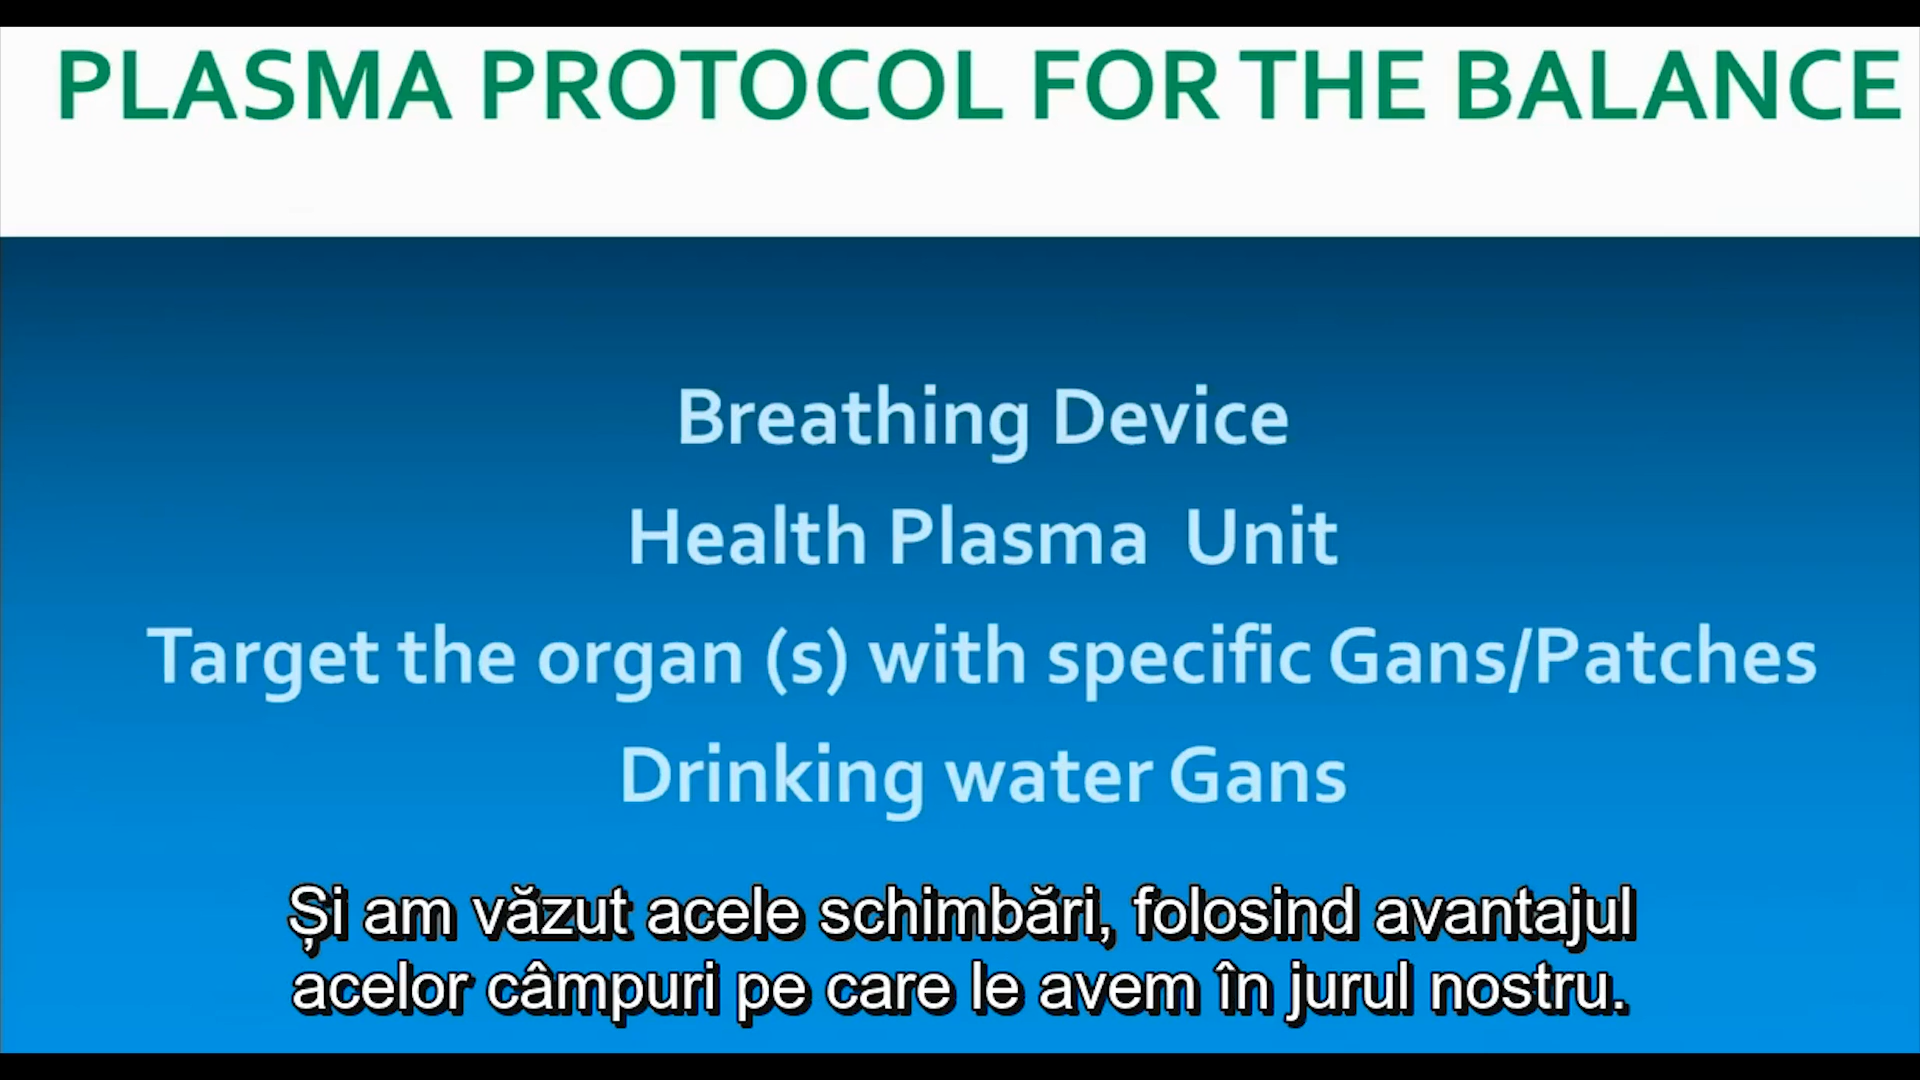 PLASMA PROTOCOL FOR THE BALANCE
Breathing Device
Health Plasma Unit
Target the organ (s) with specific Gans/Patches
Drinking water Gans
Și am văzut acele schimbări, folosind avantajul
acelor câmpuri pe care le avem în jurul nostru.